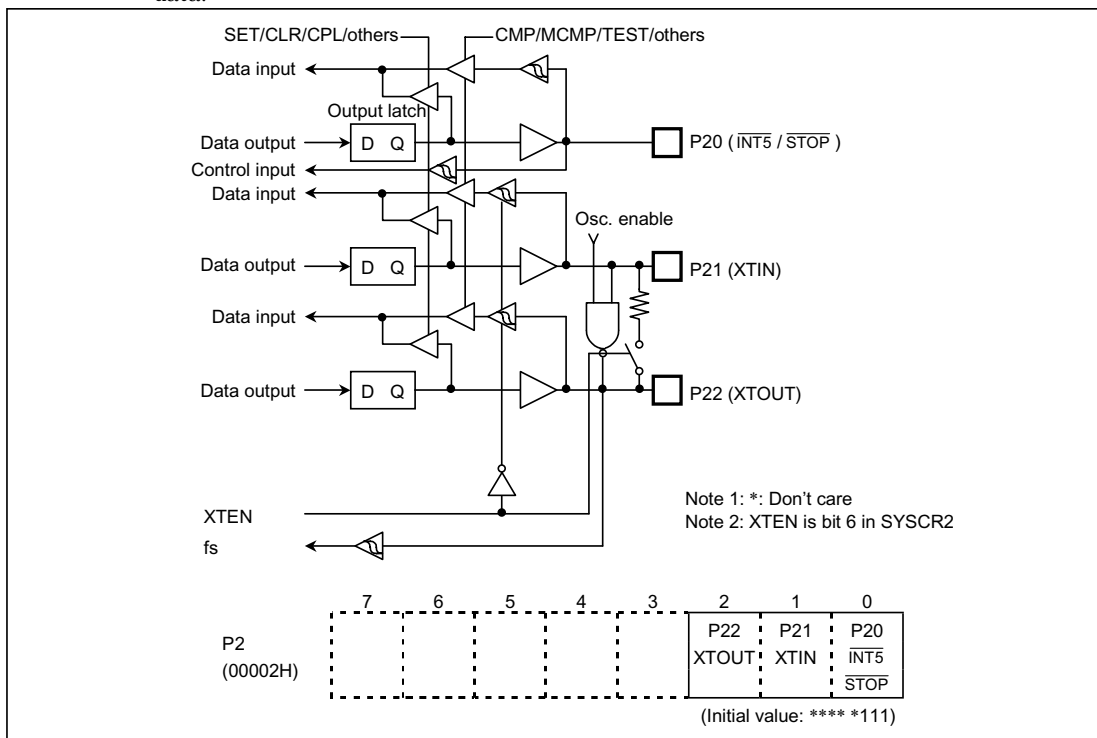 SET/CLR/CPL/others CMP/MCMP/TEST/others
Data input
Output latch
Data output D Q P20 (INT5 / STOP )
Control input
Data input
Osc. enable
Data output D Q P21 (XTIN)
Data input
Data output D Q P22 (XTOUT)
Note 1: *: Don't care
XTEN Note 2: XTEN is bit 6 in SYSCR2
fs
7 6 5 4 3 2 1 0
P2 P22 P21 P20
(00002H) XTOUT XTIN INT5
STOP
(Initial value: **** *111)